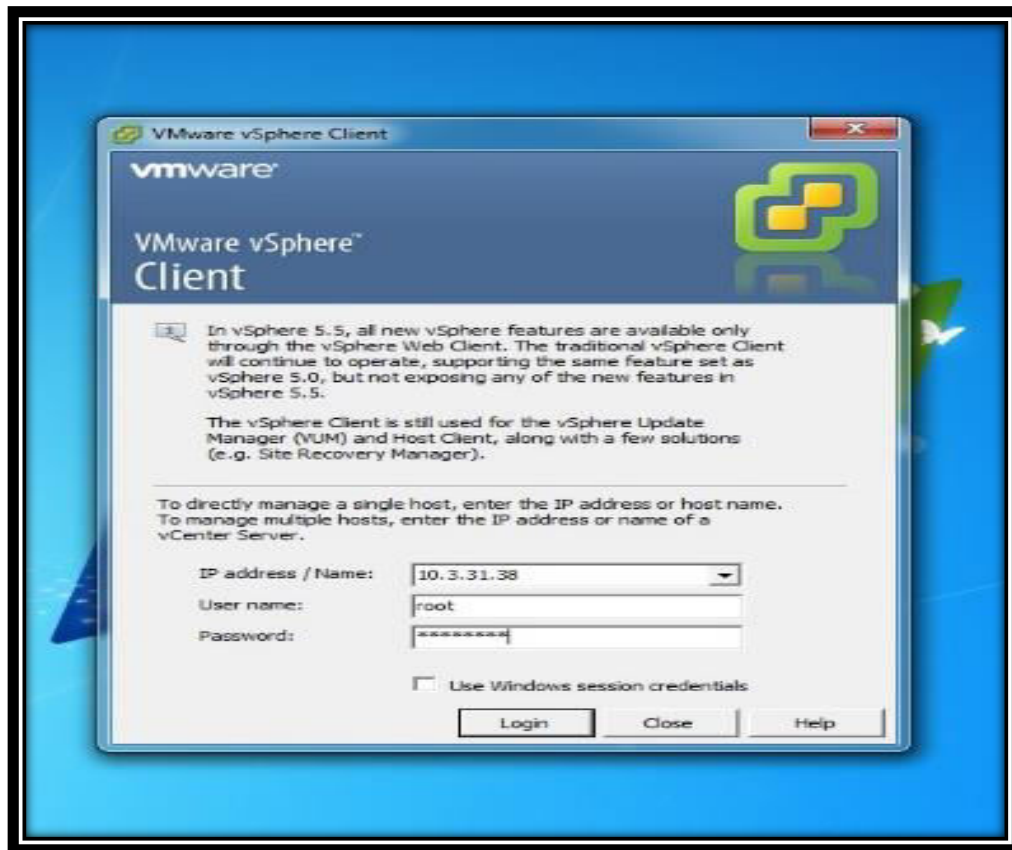 VMware vSphere Client
vmware
VMware vSphere™
Client
In vSphere 5.5, all new vSphere features are available only
through the vSphere Web Client. The traditional vSphere Client
will continue to operate, supporting the same feature set as
vSphere 5.0, but not exposing any of the new features in
vSphere 5.5.
The vSphere Client is still used for the vSphere Update
Manager (VUM) and Host Client, along with a few solutions
(e.g. Site Recovery Manager).
To directly manage a single host, enter the IP address or host name.
To manage multiple hosts, enter the IP address or name of a
vCenter Server.
IP address / Name: 10.3.31.38
User name: root
Password: ********
Use Windows session credentials
Login Close Help